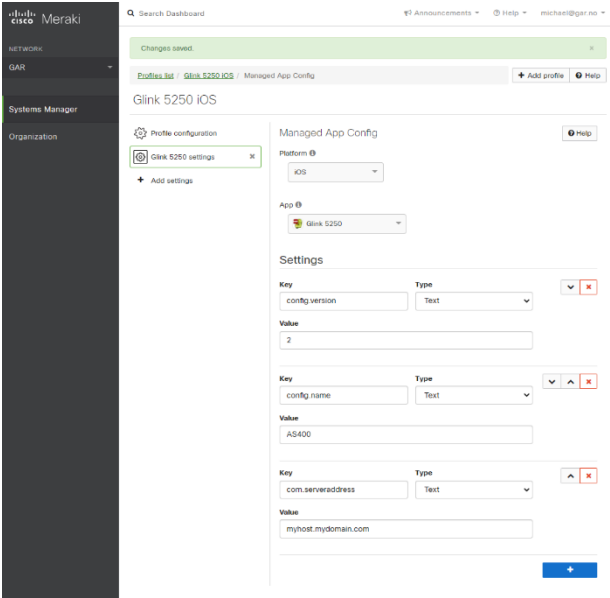 cisco Meraki
Search Dashboard
Announcements
Help
michael@gar.no
NETWORK
GAR
Systems Manager
Organization
Changes saved.
×
Profiles list / Glink 5250 iOS / Managed App Config
+ Add profile
Help
Glink 5250 iOS
Profile configuration
Glink 5250 settings
×
+ Add settings
Managed App Config
Help
Platform
iOS
App
Glink 5250
Settings
Key
Type
config.version
Text
Value
2
Key
Type
config.name
Text
Value
AS400
Key
Type
com.serveraddress
Text
Value
myhost.mydomain.com
+